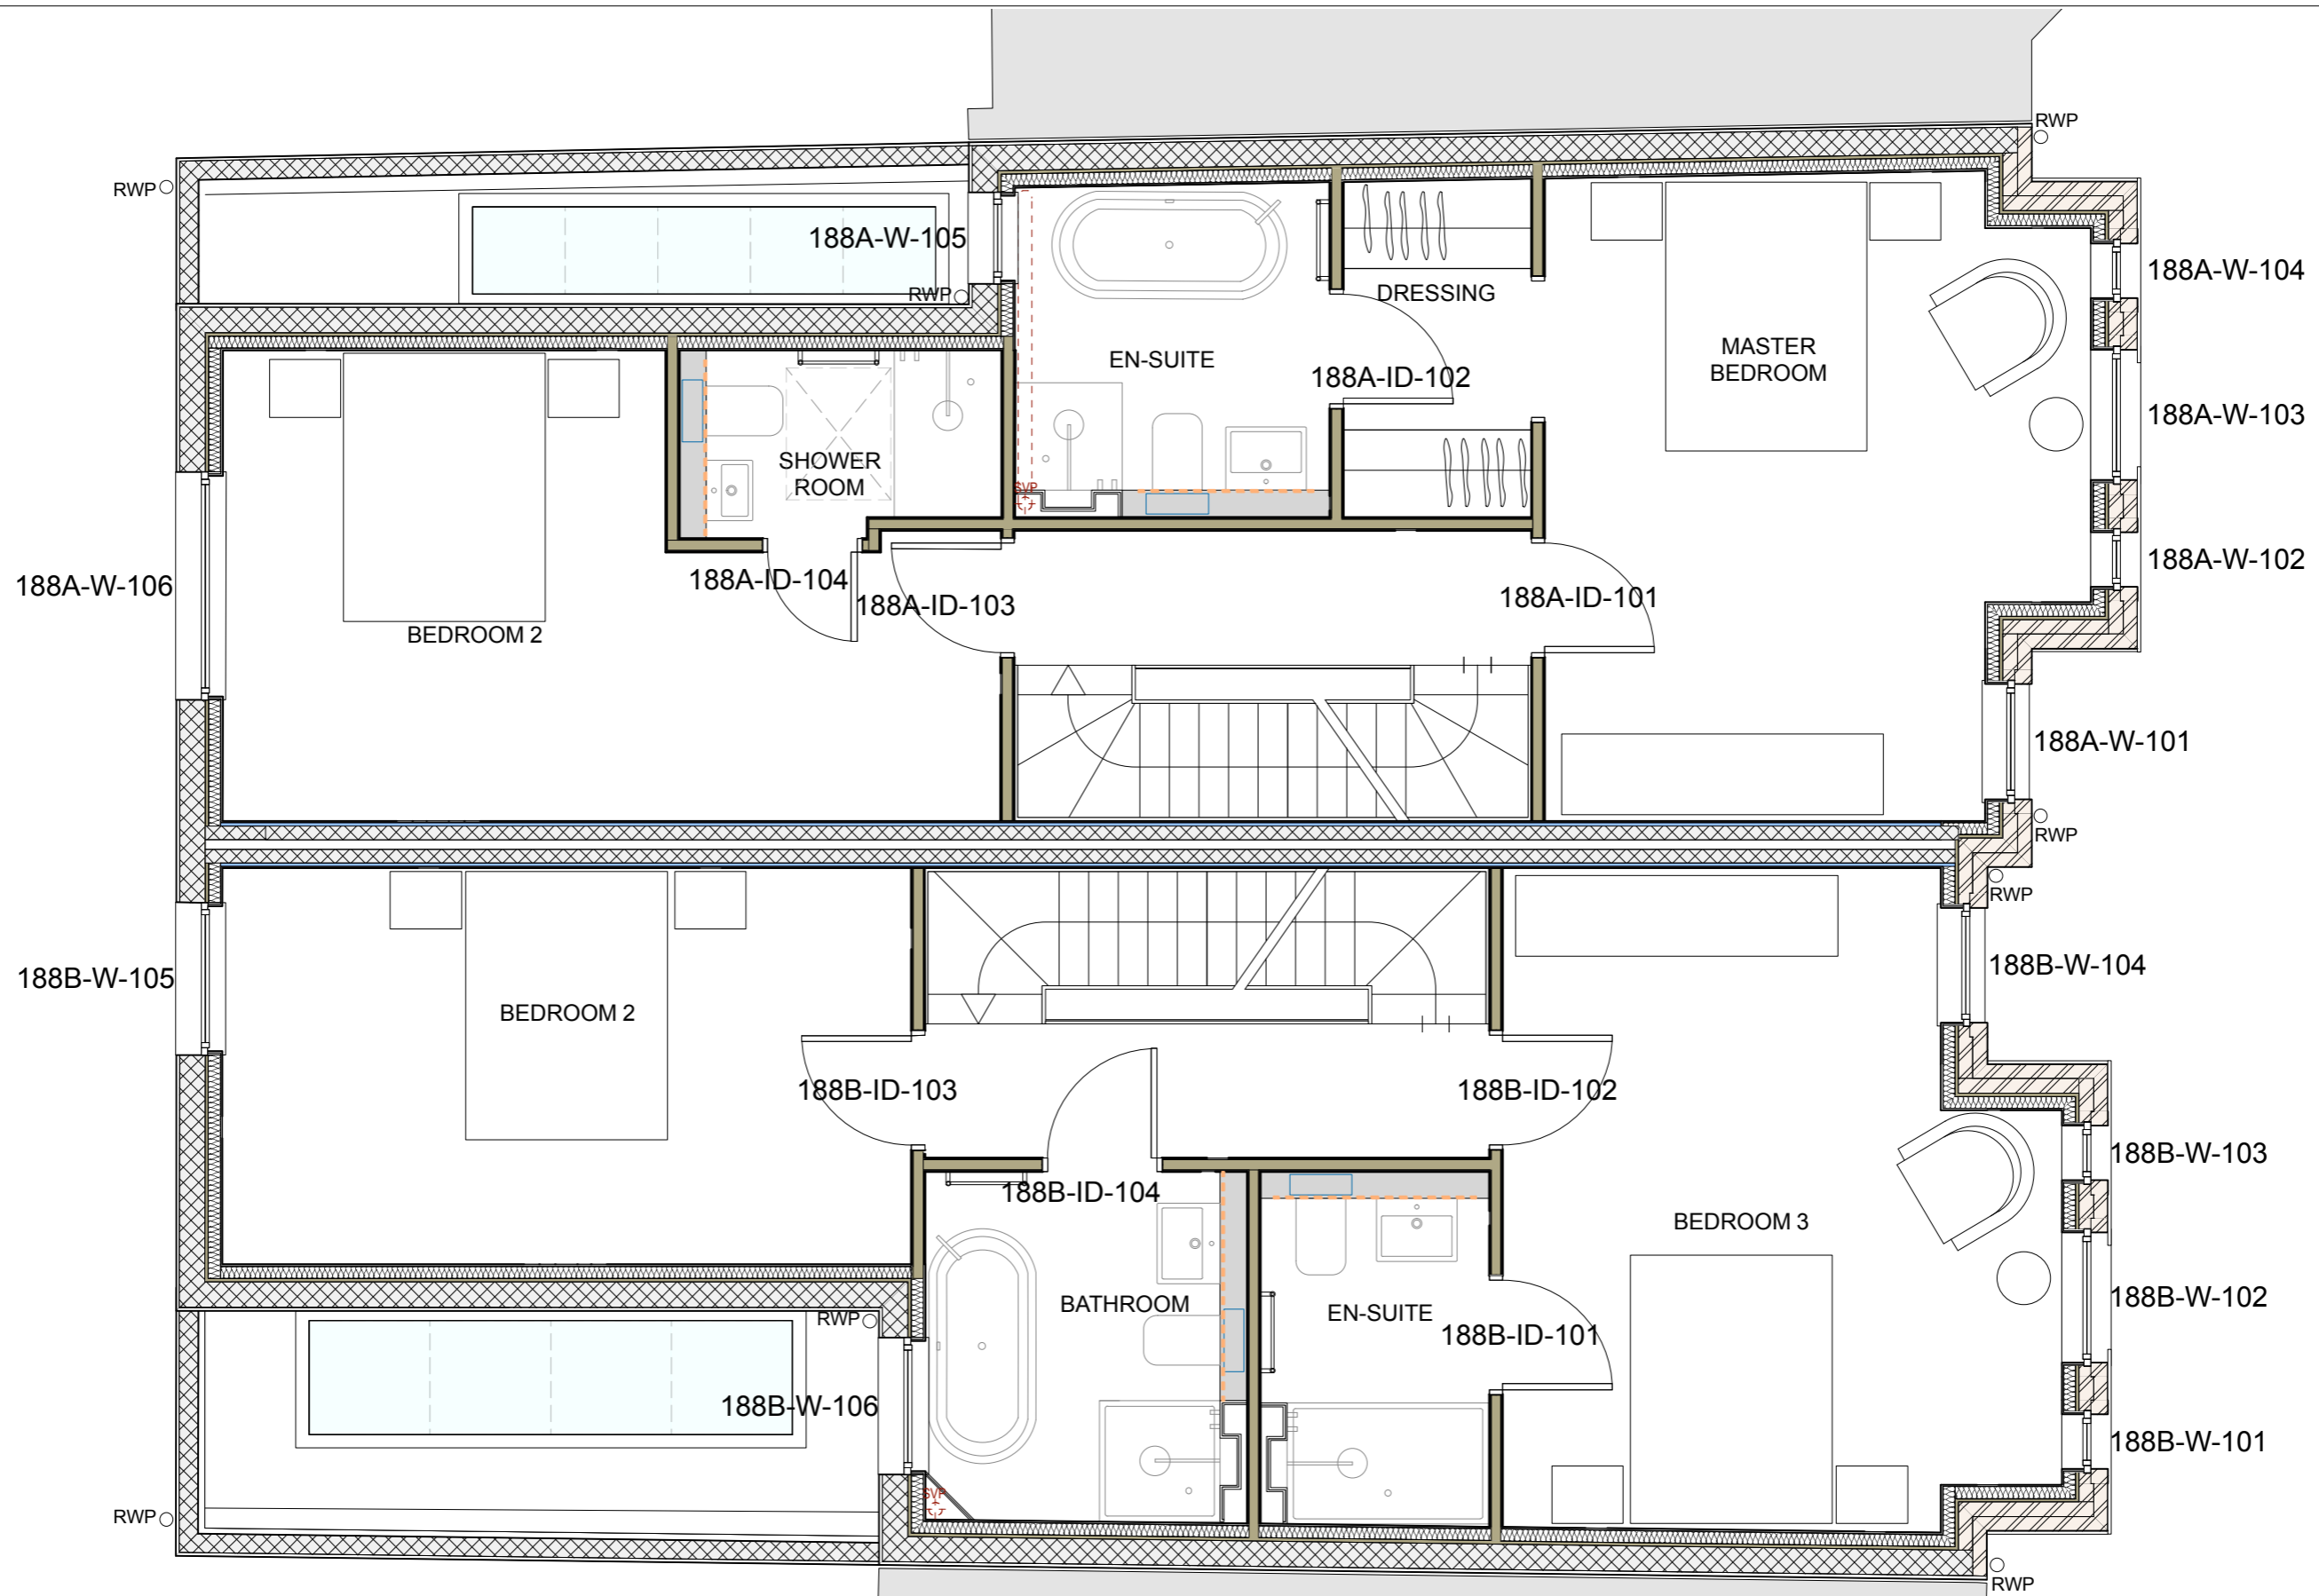 RWP
RWP
188A-W-105
RWP
188A-W-104
DRESSING
MASTER
BEDROOM
EN-SUITE
188A-ID-102
188A-W-103
SHOWER
ROOM
SVP
188A-W-106
188A-ID-104
188A-ID-103
188A-ID-101
188A-W-102
BEDROOM 2
188A-W-101
RWP
RWP
188B-W-105
188B-W-104
BEDROOM 2
188B-ID-103
188B-ID-102
188B-W-103
188B-ID-104
BEDROOM 3
BATHROOM
EN-SUITE
188B-W-102
RWP
188B-ID-101
188B-W-106
188B-W-101
SVP
RWP
RWP